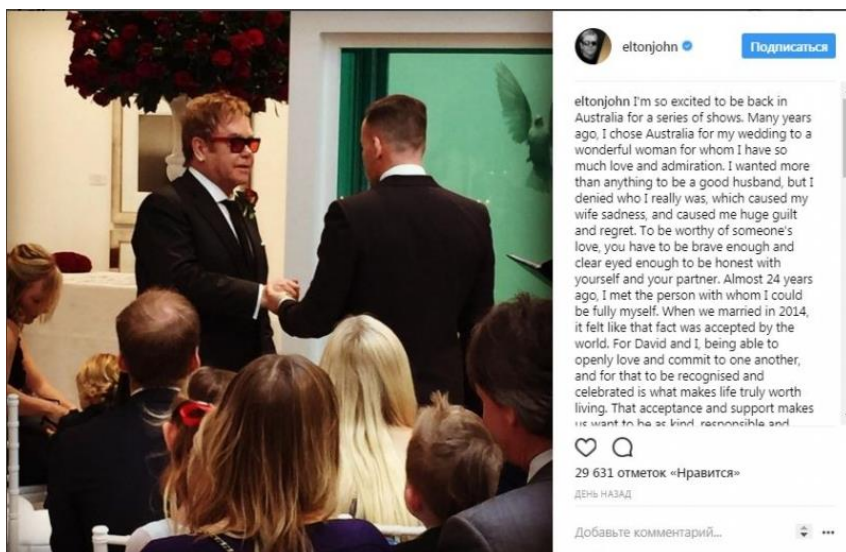 eltonjohn
Подписаться
eltonjohn I'm so excited to be back in
Australia for a series of shows. Many years
ago, I chose Australia for my wedding to a
wonderful woman for whom I have so
much love and admiration. I wanted more
than anything to be a good husband, but I
denied who I really was, which caused my
wife sadness, and caused me huge guilt
and regret. To be worthy of someone's
love, you have to be brave enough and
clear eyed enough to be honest with
yourself and your partner. Almost 24 years
ago, I met the person with whom I could
be fully myself. When we married in 2014,
it felt like that fact was accepted by the
world. For David and I, being able to
openly love and commit to one another,
and for that to be recognised and
celebrated is what makes life truly worth
living. That acceptance and support makes
us want to be as kind, responsible and
29 631 отметок «Нравится»
ДЕНЬ НАЗАД
Добавьте комментарий...